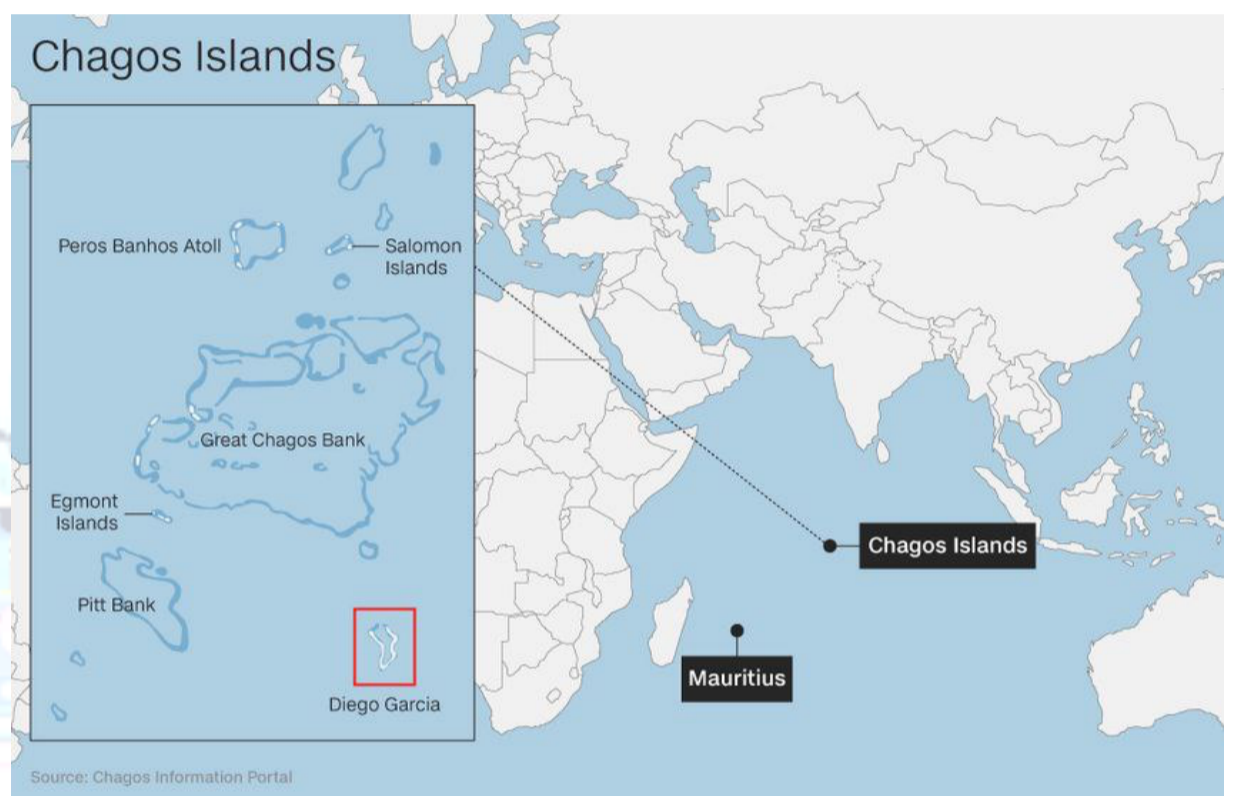 Chagos Islands
Peros Banhos Atoll
Salomon
Islands
Great Chagos Bank
Egmont
Islands
Pitt Bank
Diego Garcia
Chagos Islands
Mauritius
Source: Chagos Information Portal